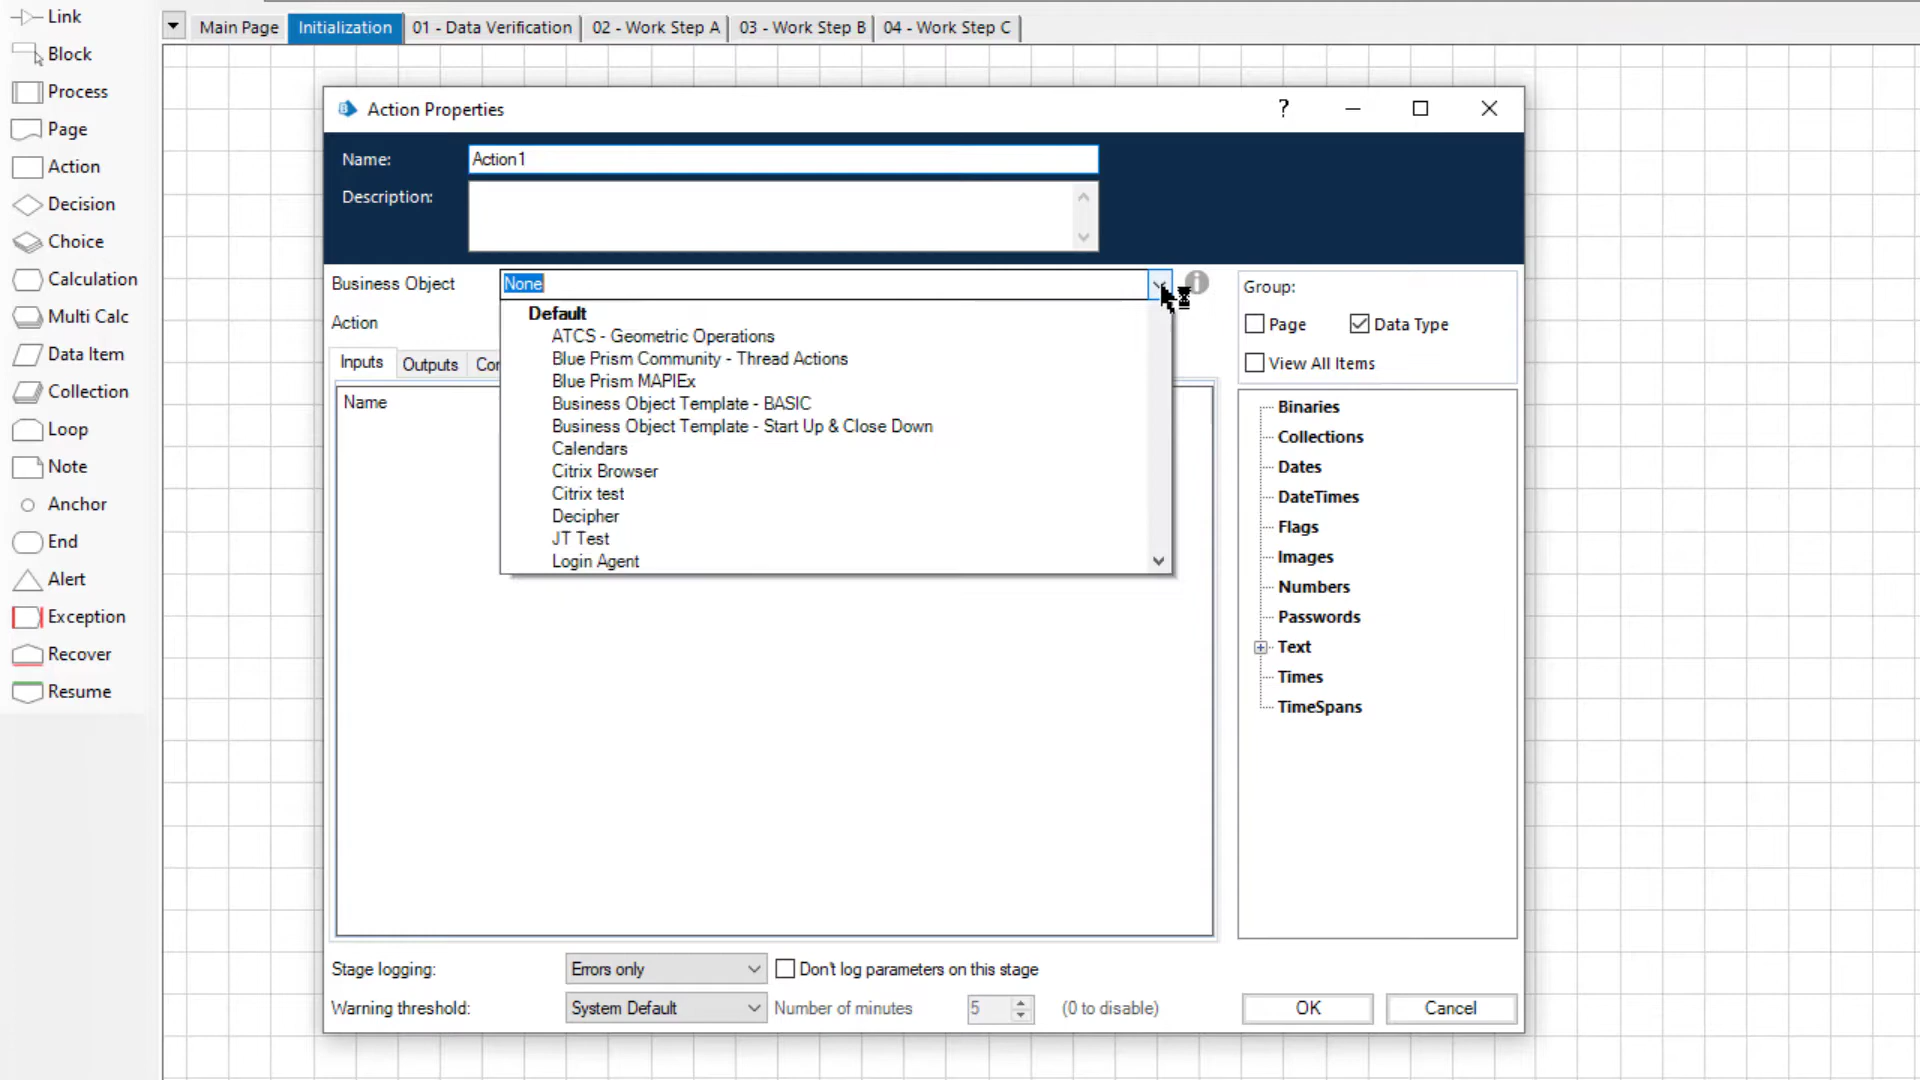 Link
Block
Process
Page
Action
Decision
Choice
Calculation
Multi Calc
Data Item
Collection
Loop
Note
Anchor
End
Alert
Exception
Recover
Resume
Main Page
Initialization
01 - Data Verification
02 - Work Step A
03 - Work Step B
04 - Work Step C
Action Properties
?
Name:
Action1
Description:
Business Object
None
Default
ATCS - Geometric Operations
Blue Prism Community - Thread Actions
Blue Prism MAPIEx
Business Object Template - BASIC
Business Object Template - Start Up & Close Down
Calendars
Citrix Browser
Citrix test
Decipher
JT Test
Login Agent
Action
Inputs
Outputs
Name
Group:
Page
Data Type
View All Items
Binaries
Collections
Dates
DateTimes
Flags
Images
Numbers
Passwords
Text
Times
TimeSpans
Stage logging:
Errors only
Don't log parameters on this stage
Warning threshold:
System Default
Number of minutes
5
(0 to disable)
OK
Cancel